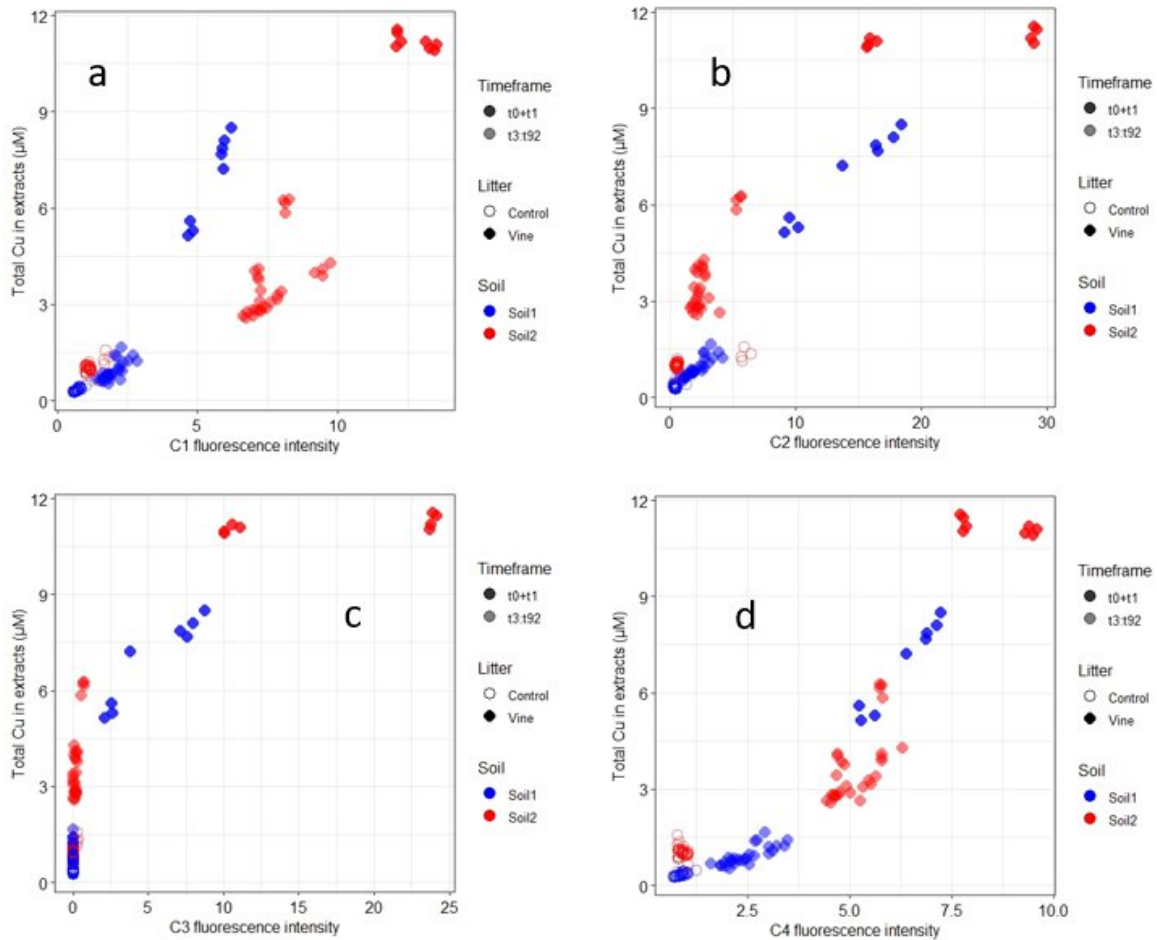 12
9
6
3
0
Total Cu in extracts (µM)
a
0
5
10
C1 fluorescence intensity
Timeframe
t0+t1
t3:t92
Litter
Control
Vine
Soil
Soil1
Soil2
12
9
6
3
0
Total Cu in extracts (µM)
b
0
10
20
30
C2 fluorescence intensity
Timeframe
t0+t1
t3:t92
Litter
Control
Vine
Soil
Soil1
Soil2
12
9
6
3
0
Total Cu in extracts (µM)
c
0
5
10
15
20
25
C3 fluorescence intensity
Timeframe
t0+t1
t3:t92
Litter
Control
Vine
Soil
Soil1
Soil2
12
9
6
3
0
Total Cu in extracts (µM)
d
2.5
5.0
7.5
10.0
C4 fluorescence intensity
Timeframe
t0+t1
t3:t92
Litter
Control
Vine
Soil
Soil1
Soil2